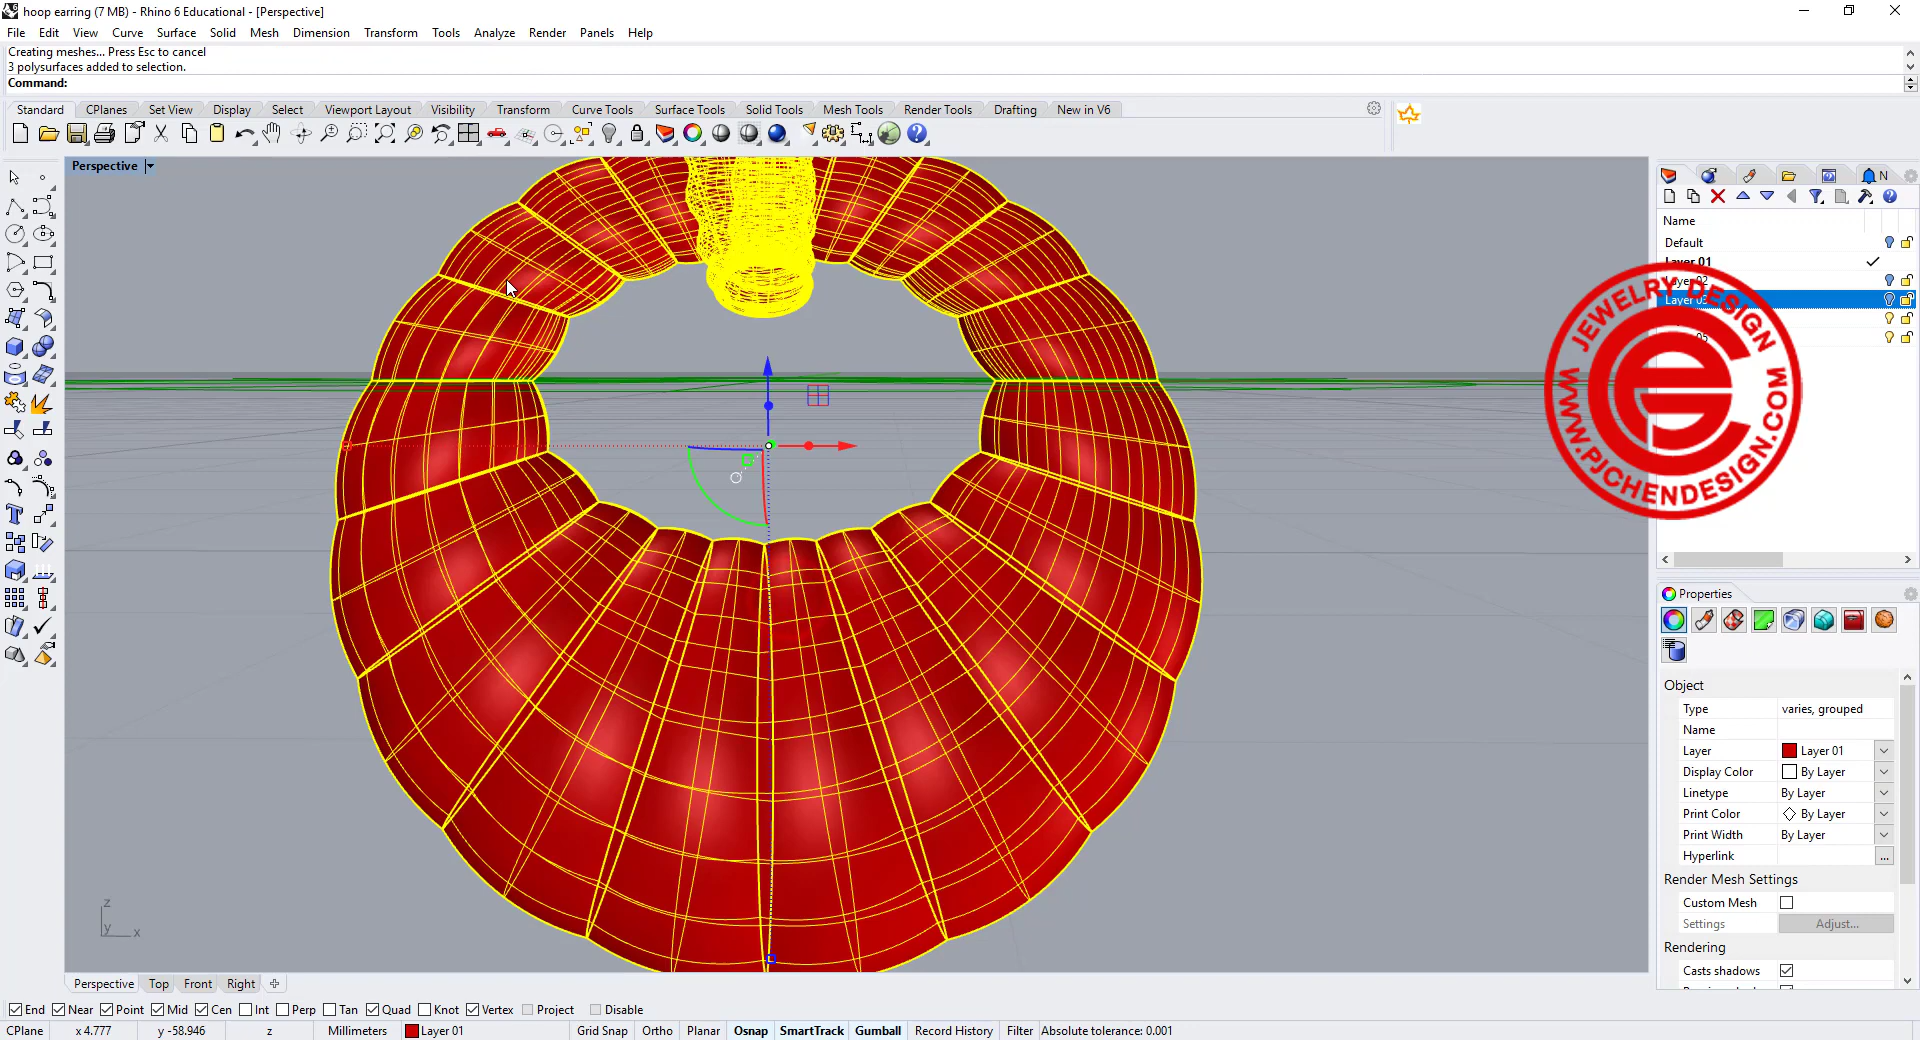 hoop earring (7 MB) - Rhino 6 Educational - [Perspective]
File Edit View Curve Surface Solid Mesh Dimension Transform Tools Analyze Render Panels Help
Creating meshes... Press Esc to cancel
3 polysurfaces added to selection.
Command:
Standard CPlanes Set View Display Select Viewport Layout Visibility Transform Curve Tools Surface Tools Solid Tools Mesh Tools Render Tools Drafting New in V6
Perspective
N
Name
Default
Layer 01
Layer 02
Layer 03
05
JEWELRY DESIGN
WWW.PJCHENDESIGN.COM
Properties
Object
Type varies, grouped
Name
Layer Layer 01
Display Color By Layer
Linetype By Layer
Print Color By Layer
Print Width By Layer
Hyperlink ...
Render Mesh Settings
Custom Mesh
Settings Adjust...
Rendering
Casts shadows
z
y x
Perspective Top Front Right
End Near Point Mid Cen Int Perp Tan Quad Knot Vertex Project Disable
CPlane x 4.777 y -58.946 z Millimeters Layer 01 Grid Snap Ortho Planar Osnap SmartTrack Gumball Record History Filter Absolute tolerance: 0.001